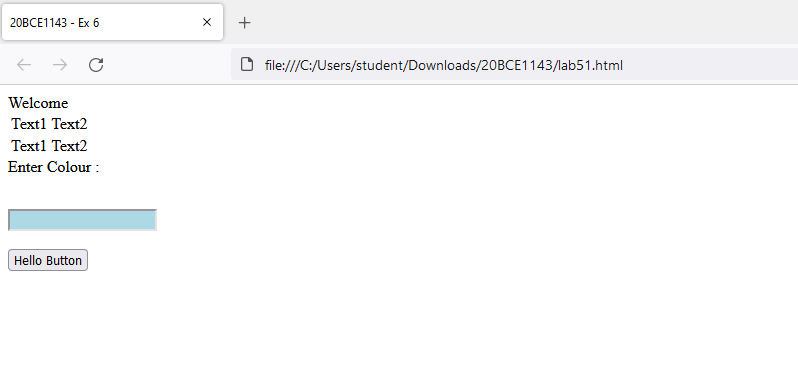 20BCE1143 - Ex 6
file:///C:/Users/student/Downloads/20BCE1143/lab51.html
Welcome
Text1 Text2
Text1 Text2
Enter Colour :
Hello Button